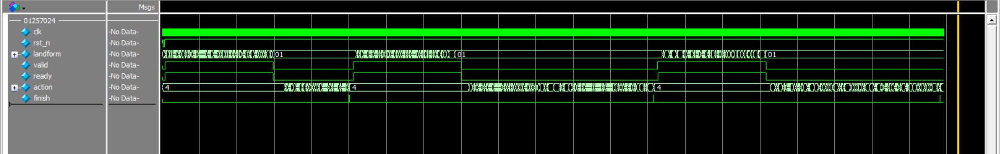 Msgs
01257024
clk -No Data-
rst_n -No Data-
landform -No Data- 01 01 01
valid -No Data-
ready -No Data-
action -No Data- 4 4 4
finish -No Data-